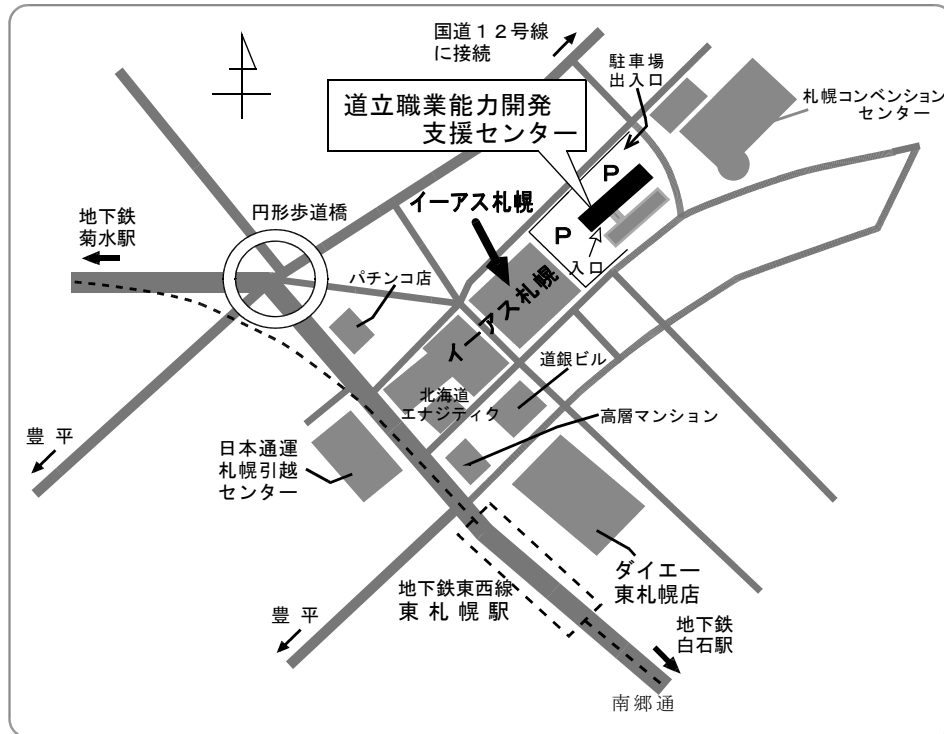 国道１２号線
に接続
駐車場
出入口
札幌コンベンション
センター
道立職業能力開発
支援センター
P
イーアス札幌
円形歩道橋
地下鉄
菊水駅
P
入口
パチンコ店
イーアス札幌
道銀ビル
北海道
エナジティク
高層マンション
豊 平
日本通運
札幌引越
センター
ダイエー
東札幌店
地下鉄東西線
東札幌駅
豊 平
地下鉄
白石駅
南郷通